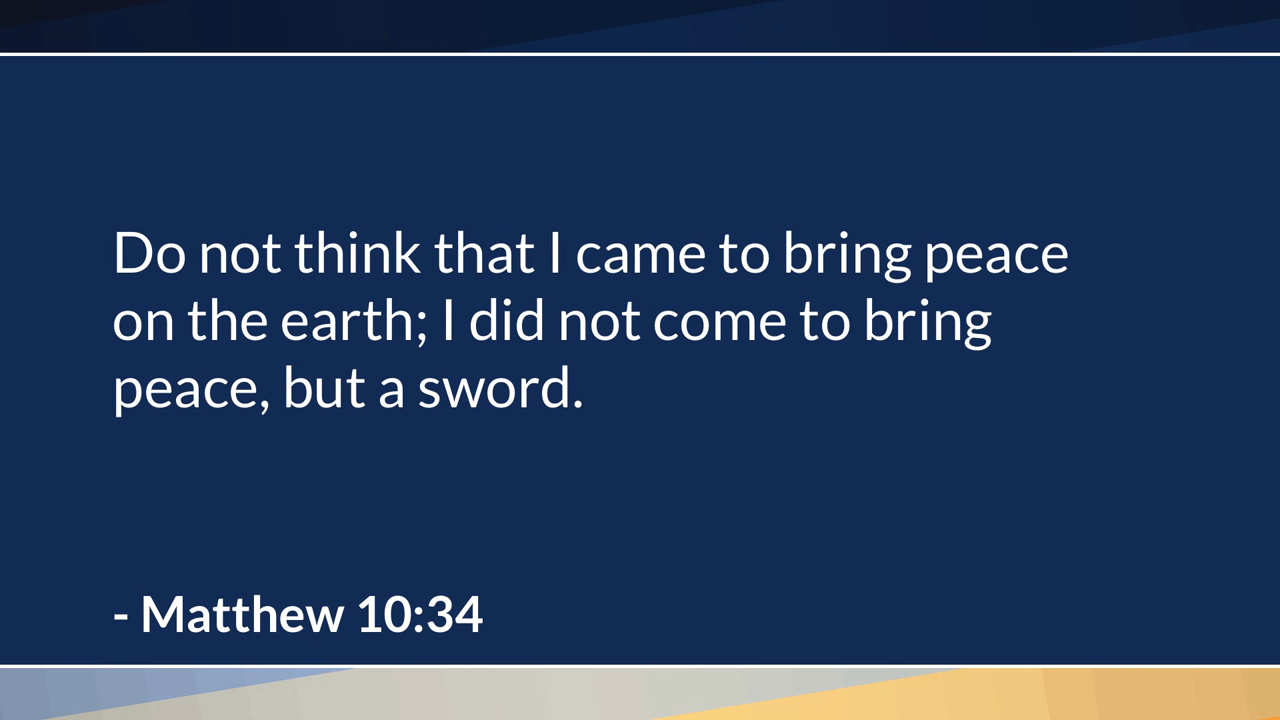 Do not think that I came to bring peace
on the earth; I did not come to bring
peace, but a sword.
- Matthew 10:34